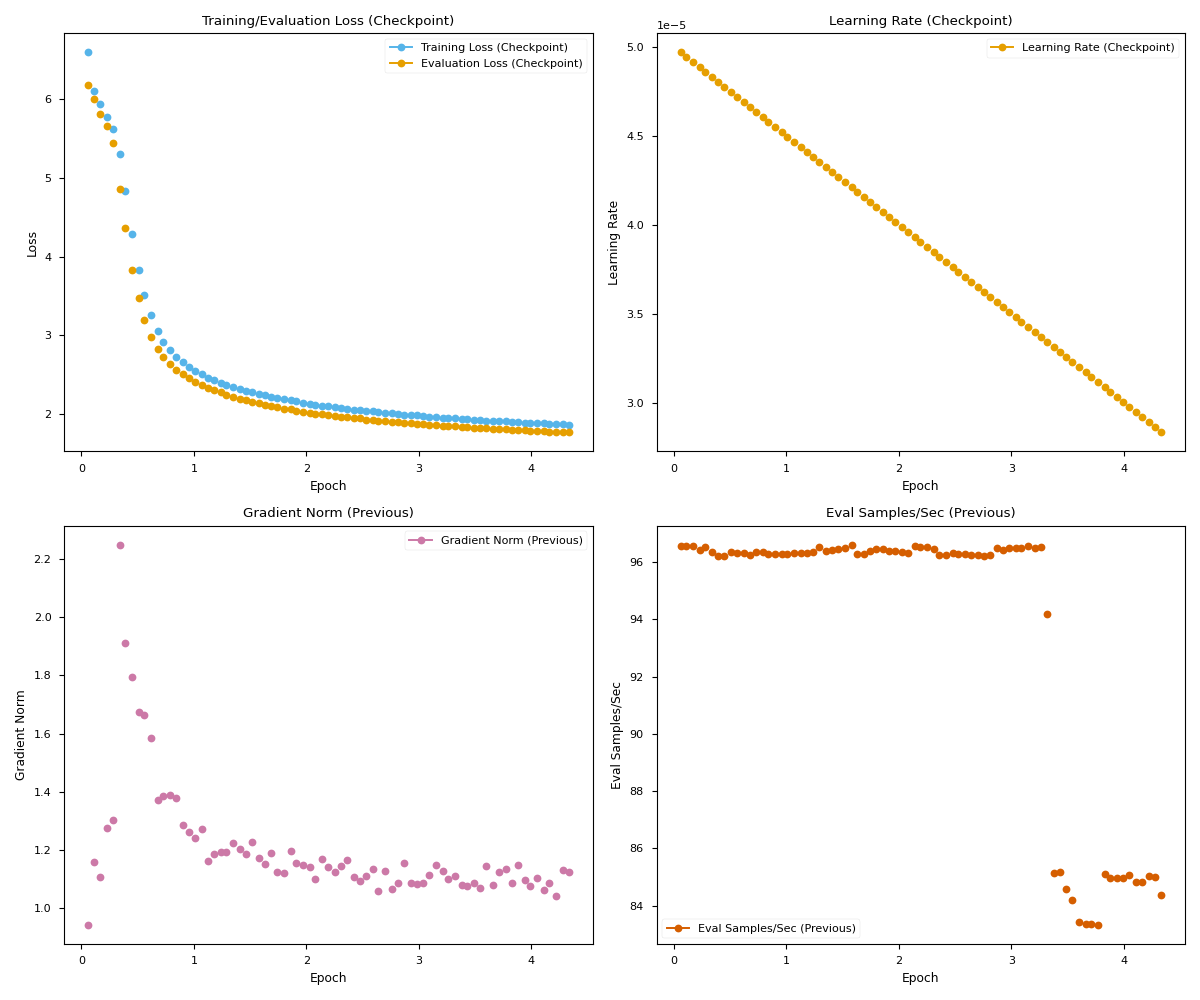 Training/Evaluation Loss (Checkpoint)
Training Loss (Checkpoint)
Evaluation Loss (Checkpoint)
Loss
6
5
4
3
2
0 1 2 3 4
Epoch
Learning Rate (Checkpoint)
1e−5
Learning Rate (Checkpoint)
Learning Rate
5.0
4.5
4.0
3.5
3.0
0 1 2 3 4
Epoch
Gradient Norm (Previous)
Gradient Norm (Previous)
Gradient Norm
2.2
2.0
1.8
1.6
1.4
1.2
1.0
0 1 2 3 4
Epoch
Eval Samples/Sec (Previous)
Eval Samples/Sec
96
94
92
90
88
86
84
Eval Samples/Sec (Previous)
0 1 2 3 4
Epoch